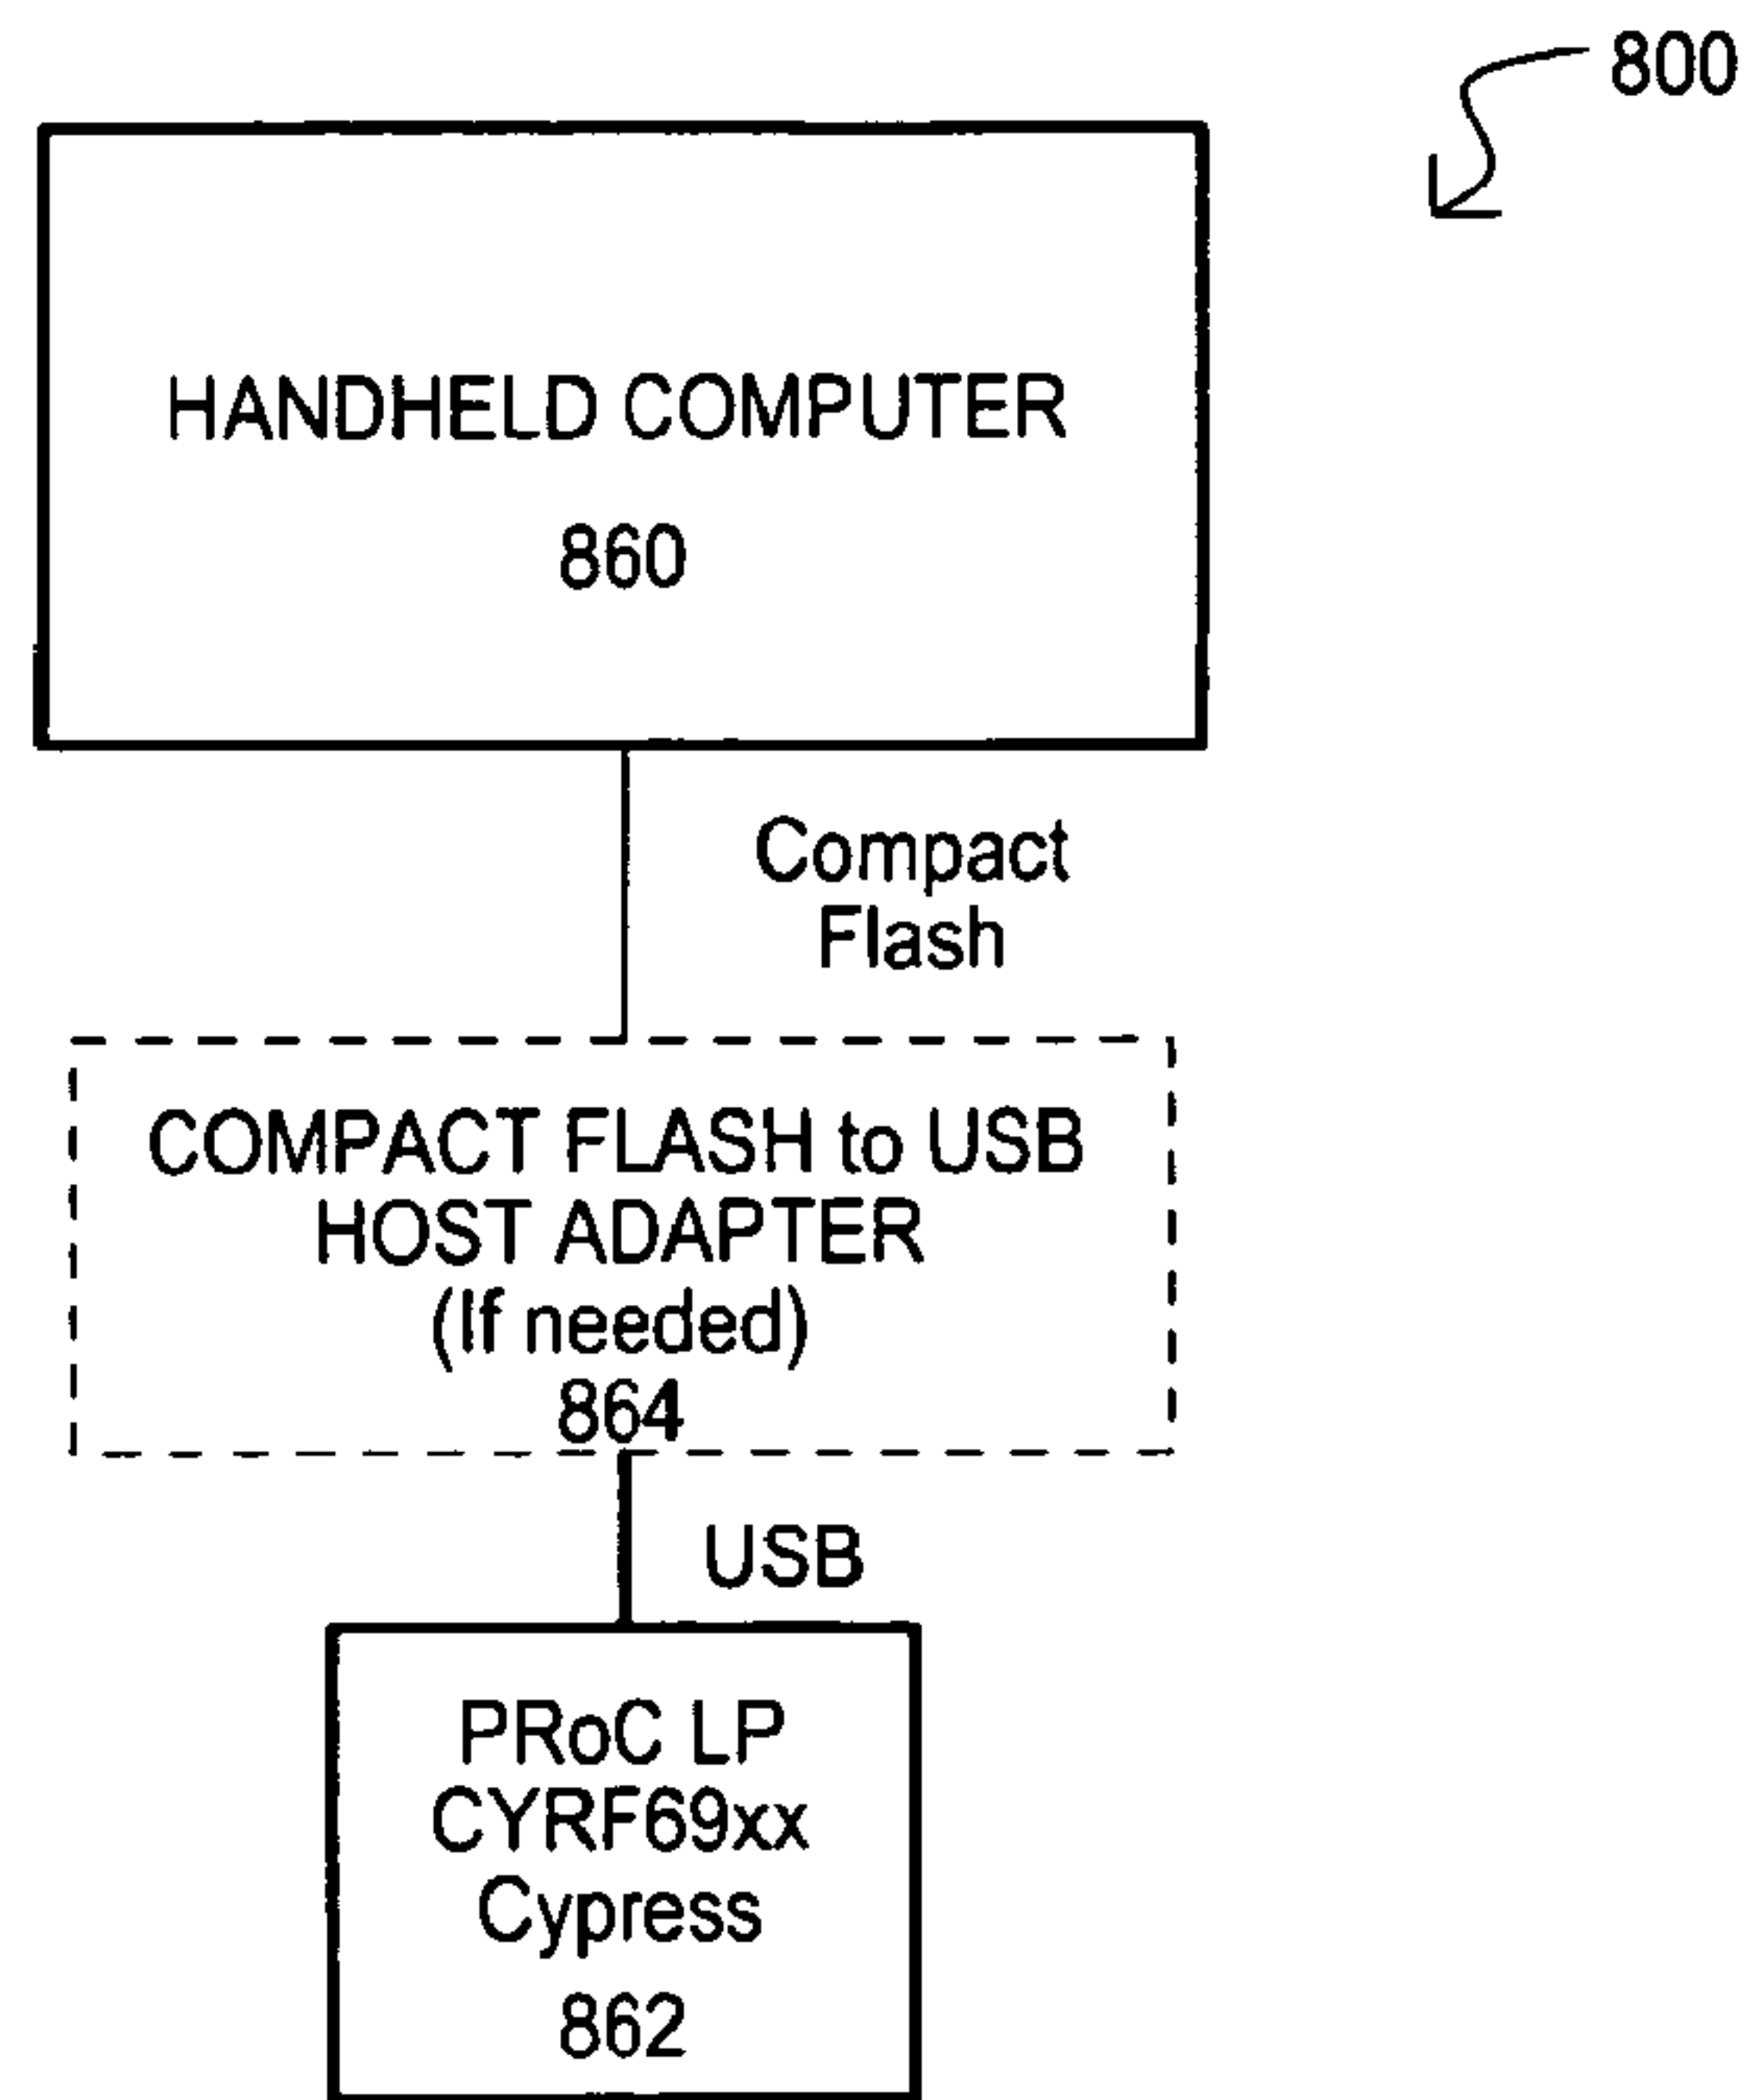 800
HANDHELD COMPUTER
860
Compact
Flash
COMPACT FLASH to USB
HOST ADAPTER
(If needed)
864
USB
PRoC LP
CYRF69xx
Cypress
862